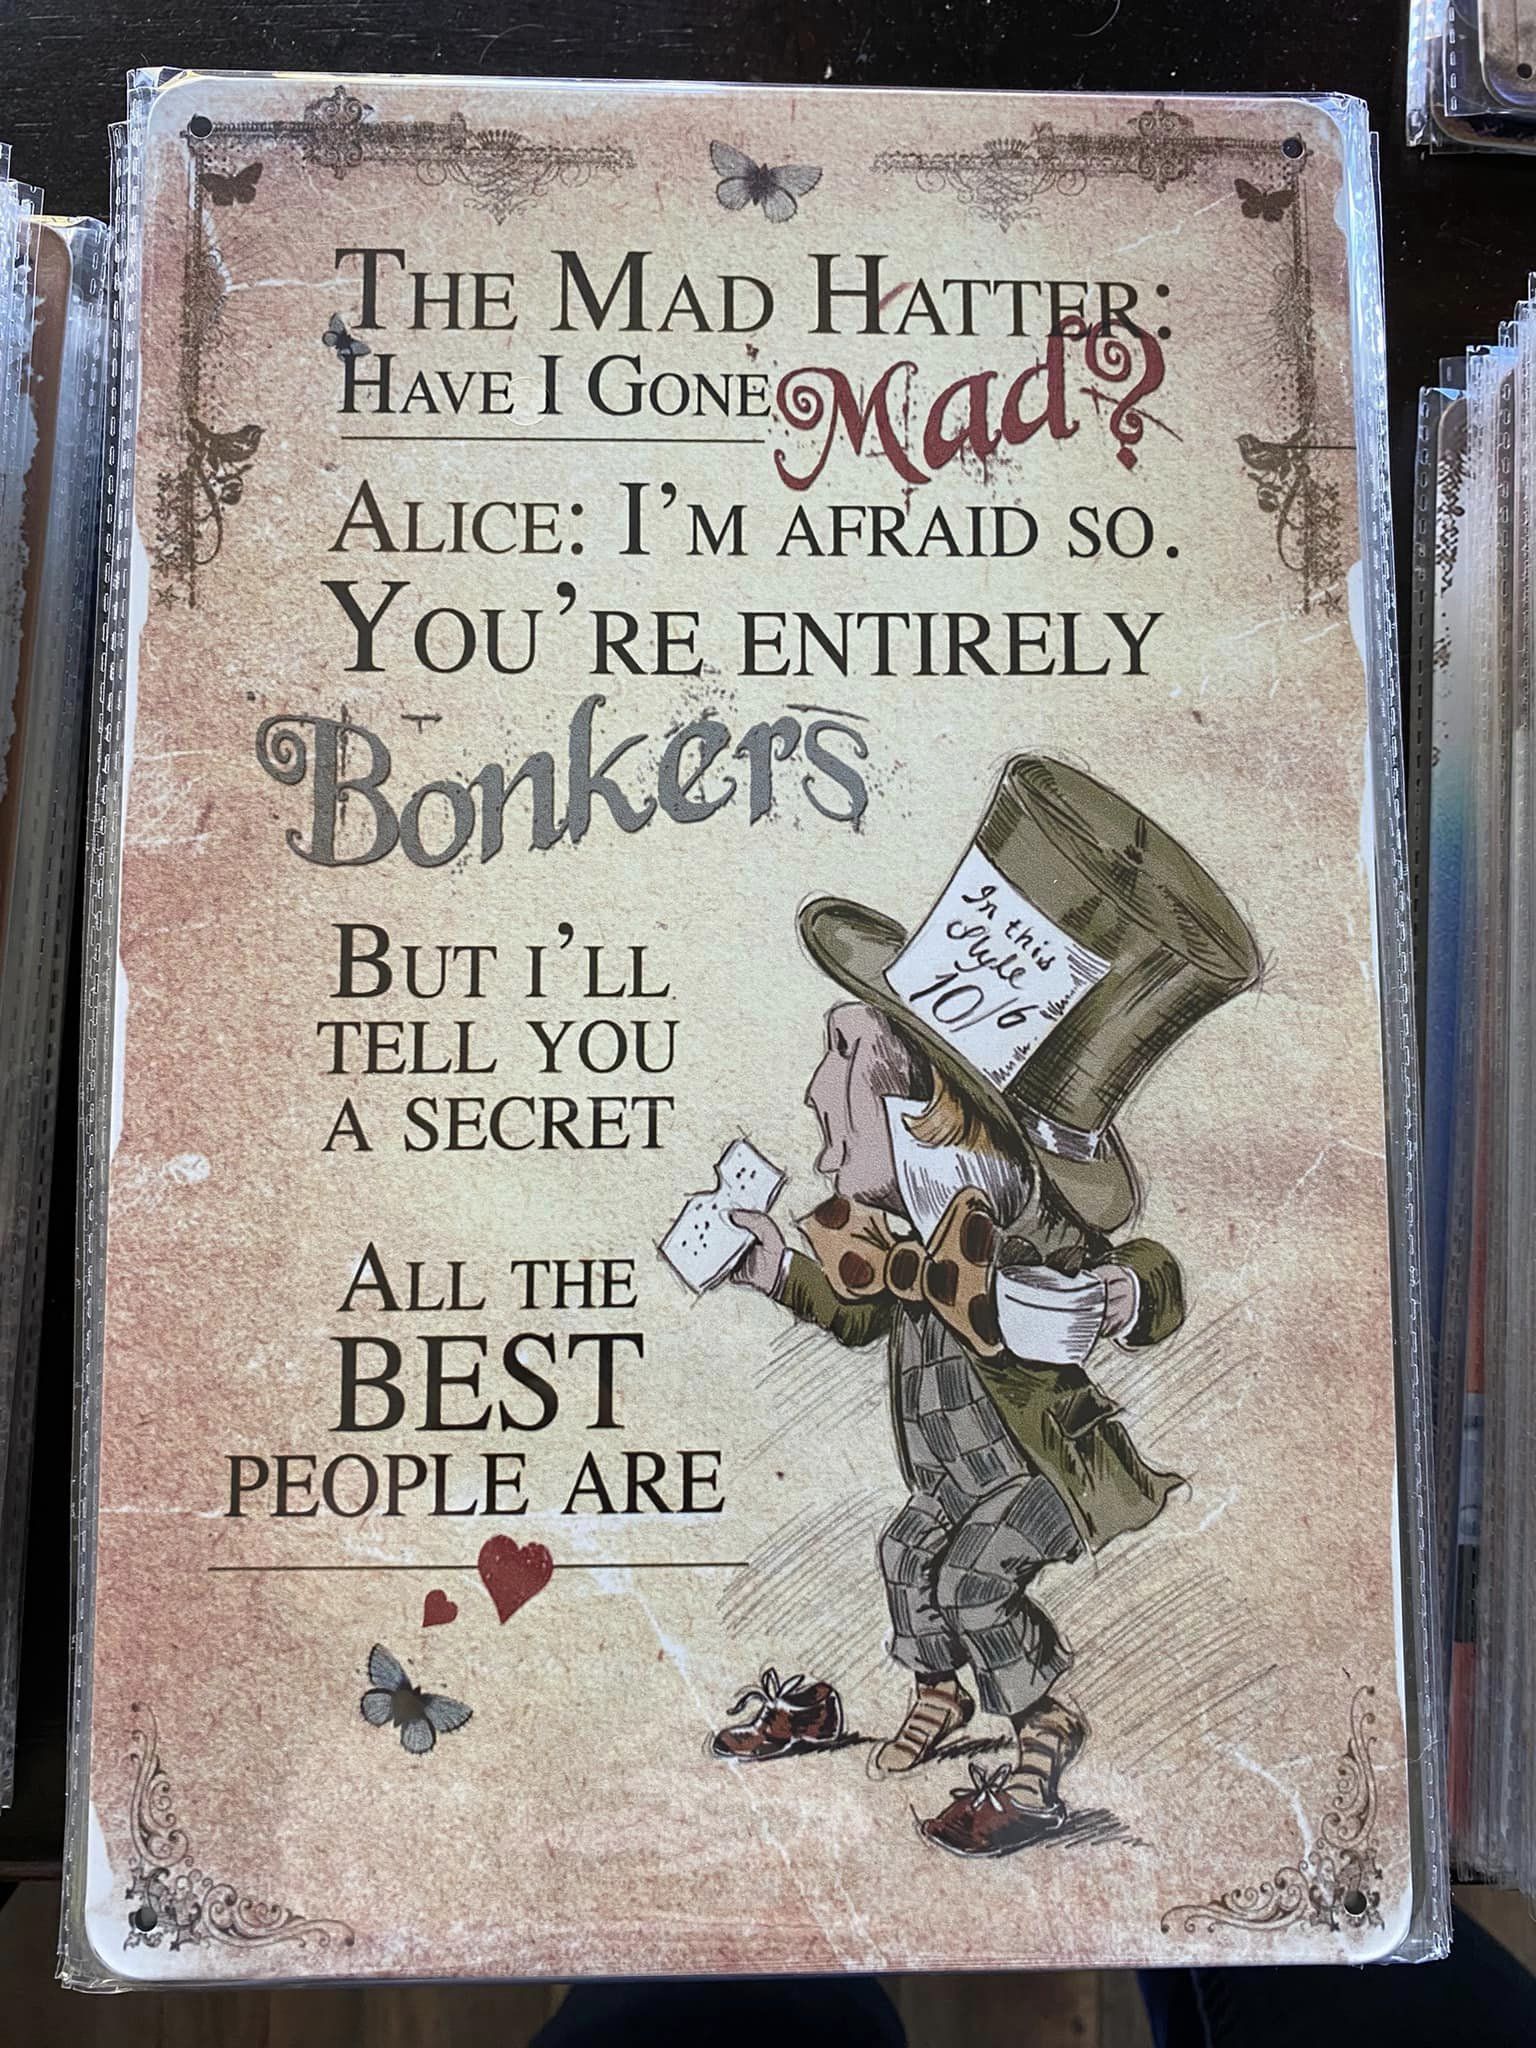 The Mad Hatter:
Have I Gone Mad?
Alice: I'm afraid so.
You're entirely
Bonkers
But i'll
tell you
a secret
All the
BEST
people are
In this
Style
10/6